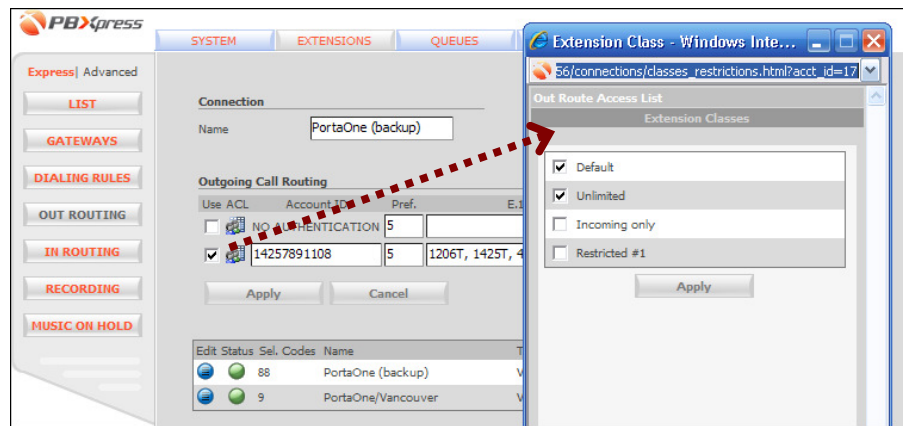 PBXpress
SYSTEM EXTENSIONS QUEUES
Express| Advanced
LIST
GATEWAYS
DIALING RULES
OUT ROUTING
IN ROUTING
RECORDING
MUSIC ON HOLD
Connection
Name PortaOne (backup)
Outgoing Call Routing
Use ACL Account ID Pref. E.1
NO AUTHENTICATION 5
14257891108 5 1206T, 1425T, 4
Apply Cancel
Edit Status Sel. Codes Name T
88 PortaOne (backup) V
9 PortaOne/Vancouver V
Extension Class - Windows Inte...
56/connections/classes_restrictions.html?acct_id=17
Out Route Access List
Extension Classes
Default
Unlimited
Incoming only
Restricted #1
Apply